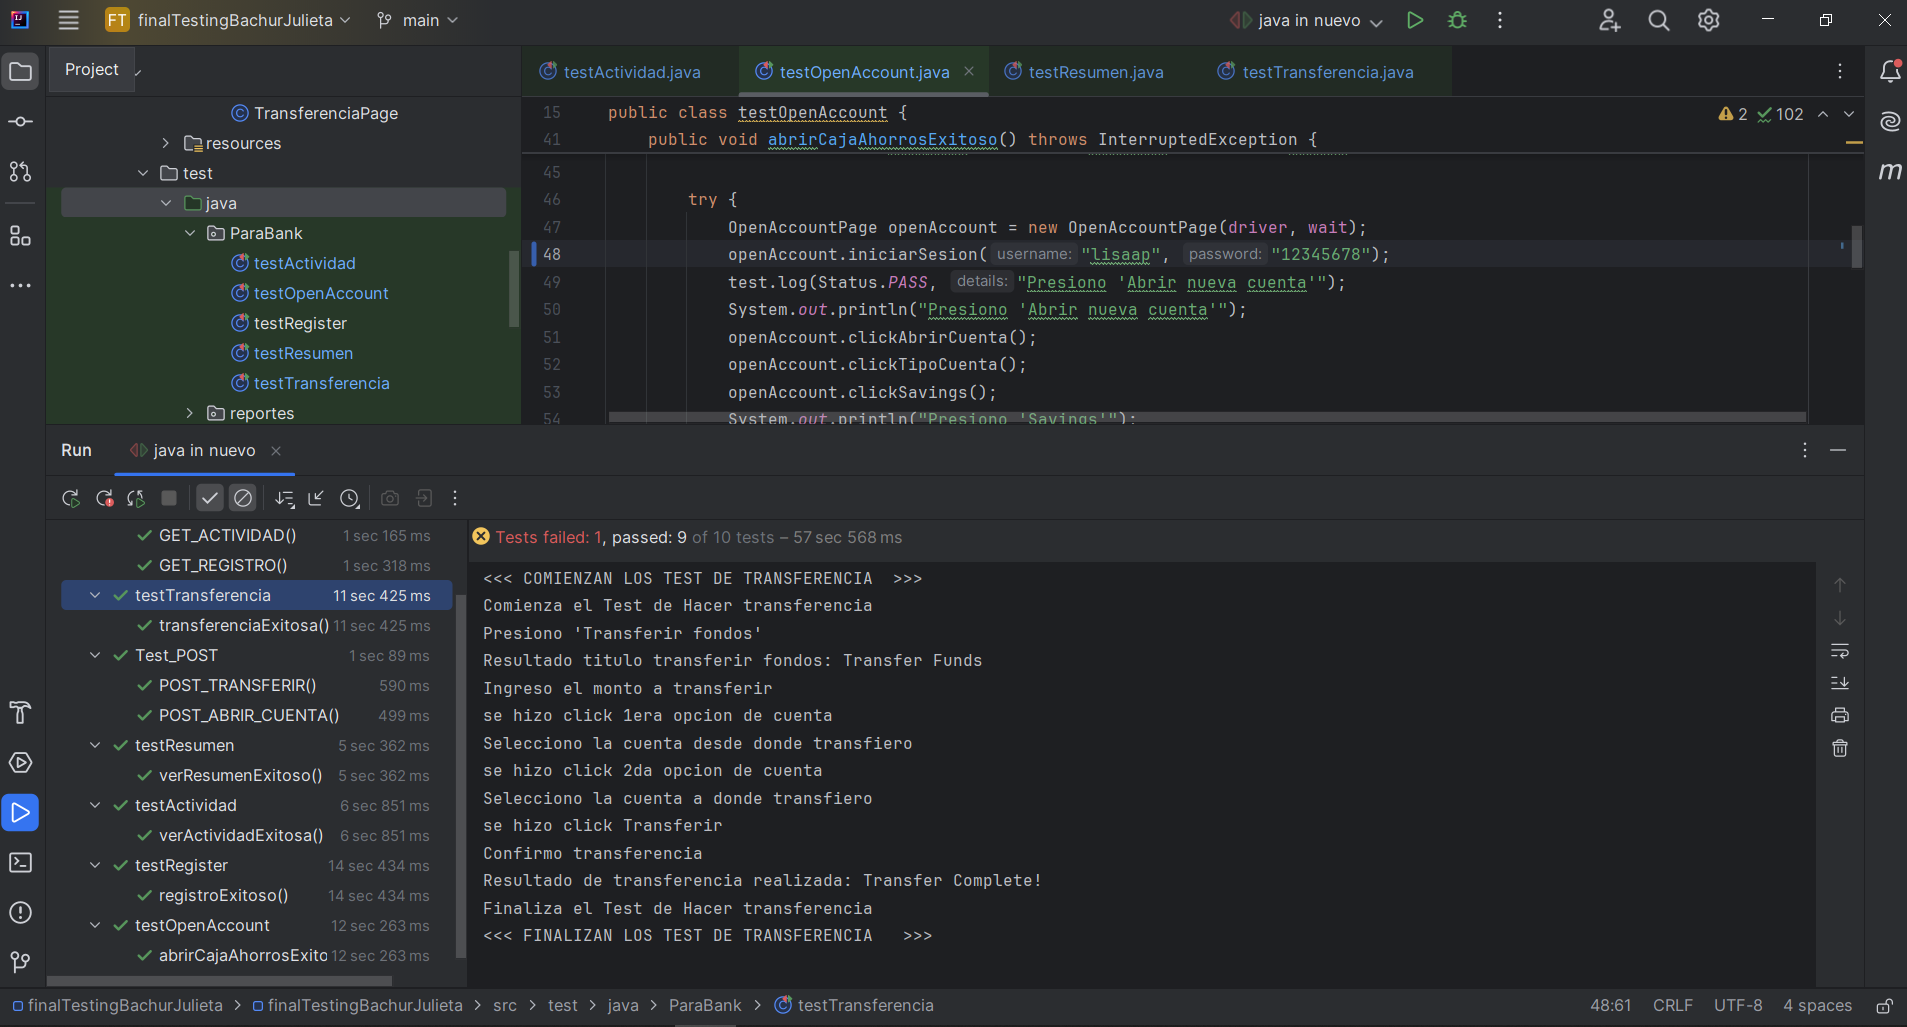 FT finalTestingBachurJulieta main java in nuevo
Project
TransferenciaPage
resources
test
java
ParaBank
testActividad
testOpenAccount
testRegister
testResumen
testTransferencia
reportes
testActividad.java testOpenAccount.java testResumen.java testTransferencia.java
15 public class testOpenAccount { 2 102
41 public void abrirCajaAhorrosExitoso() throws InterruptedException {
45
46 try {
47 OpenAccountPage openAccount = new OpenAccountPage(driver, wait);
48 openAccount.iniciarSesion( username: "lisaap", password: "12345678");
49 test.log(Status.PASS, details: "Presiono 'Abrir nueva cuenta'");
50 System.out.println("Presiono 'Abrir nueva cuenta'");
51 openAccount.clickAbrirCuenta();
52 openAccount.clickTipoCuenta();
53 openAccount.clickSavings();
54 System.out.println("Presiono 'Savings'");
m
Run java in nuevo
GET_ACTIVIDAD() 1 sec 165 ms
GET_REGISTRO() 1 sec 318 ms
testTransferencia 11 sec 425 ms
transferenciaExitosa() 11 sec 425 ms
Test_POST 1 sec 89 ms
POST_TRANSFERIR() 590 ms
POST_ABRIR_CUENTA() 499 ms
testResumen 5 sec 362 ms
verResumenExitoso() 5 sec 362 ms
testActividad 6 sec 851 ms
verActividadExitosa() 6 sec 851 ms
testRegister 14 sec 434 ms
registroExitoso() 14 sec 434 ms
testOpenAccount 12 sec 263 ms
abrirCajaAhorrosExito 12 sec 263 ms
Tests failed: 1, passed: 9 of 10 tests – 57 sec 568 ms
<<< COMIENZAN LOS TEST DE TRANSFERENCIA >>>
Comienza el Test de Hacer transferencia
Presiono 'Transferir fondos'
Resultado titulo transferir fondos: Transfer Funds
Ingreso el monto a transferir
se hizo click 1era opcion de cuenta
Selecciono la cuenta desde donde transfiero
se hizo click 2da opcion de cuenta
Selecciono la cuenta a donde transfiero
se hizo click Transferir
Confirmo transferencia
Resultado de transferencia realizada: Transfer Complete!
Finaliza el Test de Hacer transferencia
<<< FINALIZAN LOS TEST DE TRANSFERENCIA >>>
finalTestingBachurJulieta > finalTestingBachurJulieta > src > test > java > ParaBank > testTransferencia 48:61 CRLF UTF-8 4 spaces